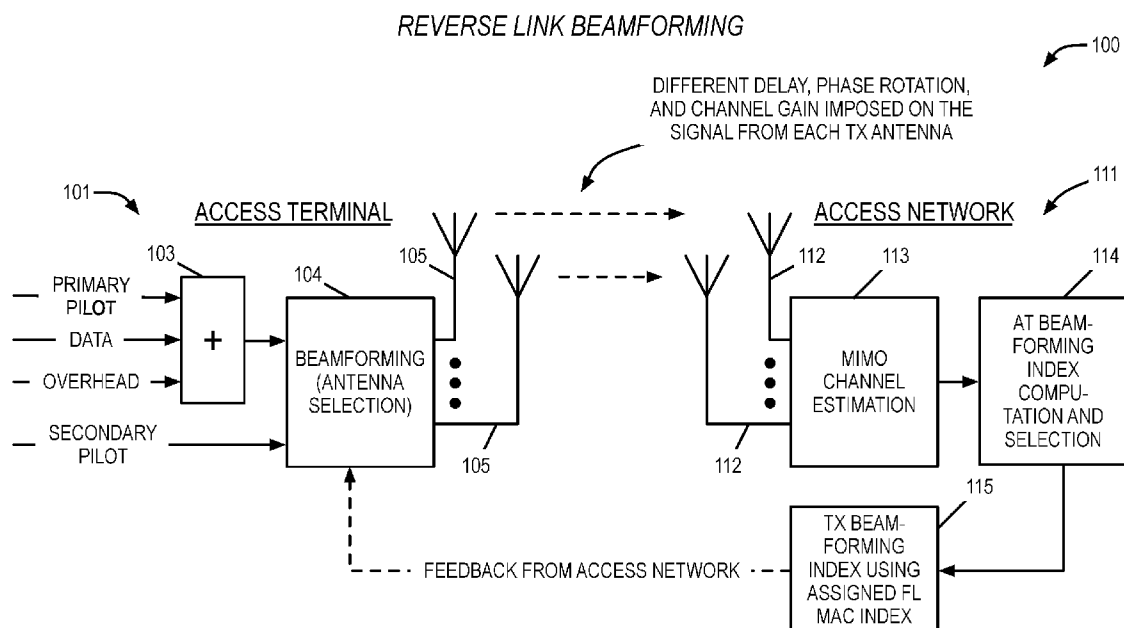 REVERSE LINK BEAMFORMING
100
DIFFERENT DELAY, PHASE ROTATION,
AND CHANNEL GAIN IMPOSED ON THE
SIGNAL FROM EACH TX ANTENNA
101
ACCESS TERMINAL
ACCESS NETWORK
111
103
105
112
113
114
104
PRIMARY
PILOT
DATA
OVERHEAD
SECONDARY
PILOT
+
BEAMFORMING
(ANTENNA
SELECTION)
105
112
MIMO
CHANNEL
ESTIMATION
AT BEAM-
FORMING
INDEX
COMPU-
TATION AND
SELECTION
115
TX BEAM-
FORMING
INDEX USING
ASSIGNED FL
MAC INDEX
FEEDBACK FROM ACCESS NETWORK